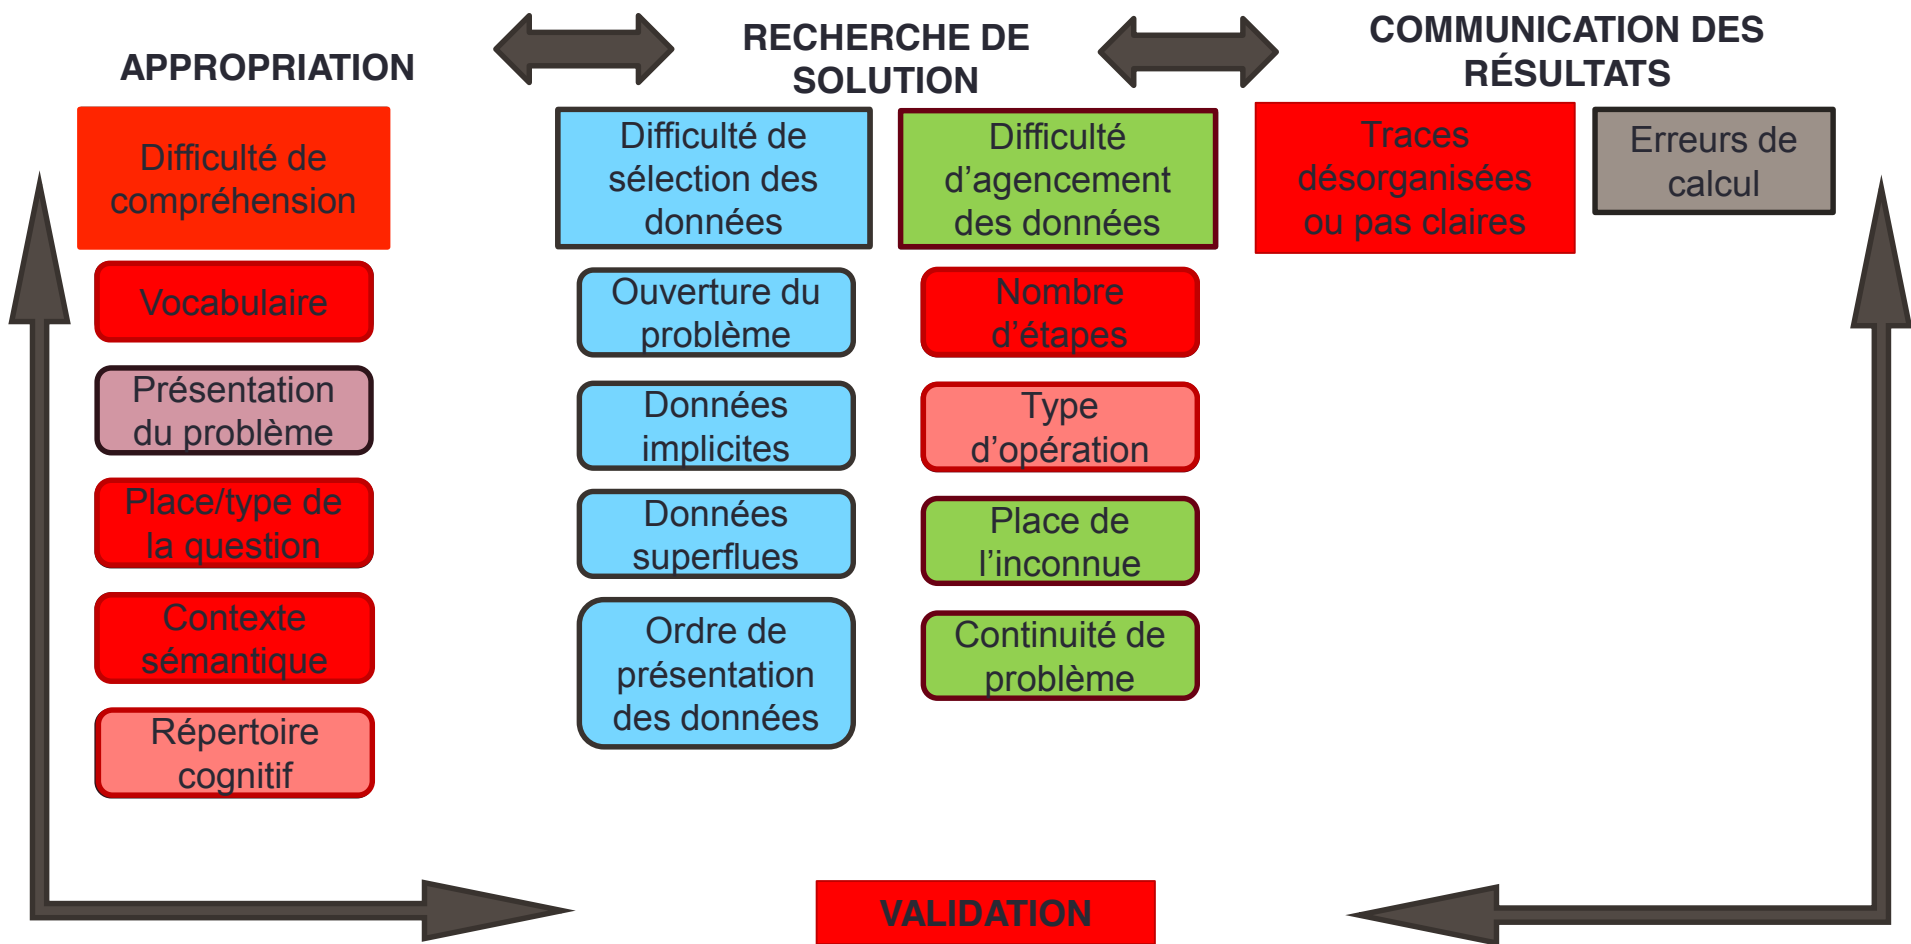 APPROPRIATION
RECHERCHE DE
SOLUTION
COMMUNICATION DES
RÉSULTATS
Difficulté de
compréhension
Vocabulaire
Présentation
du problème
Place/type de
la question
Contexte
sémantique
Répertoire
cognitif
Difficulté de
sélection des
données
Ouverture du
problème
Données
implicites
Données
superflues
Ordre de
présentation
des données
Difficulté
d’agencement
des données
Nombre
d’étapes
Type
d’opération
Place de
l’inconnue
Continuité de
problème
Traces
désorganisées
ou pas claires
Erreurs de
calcul
VALIDATION